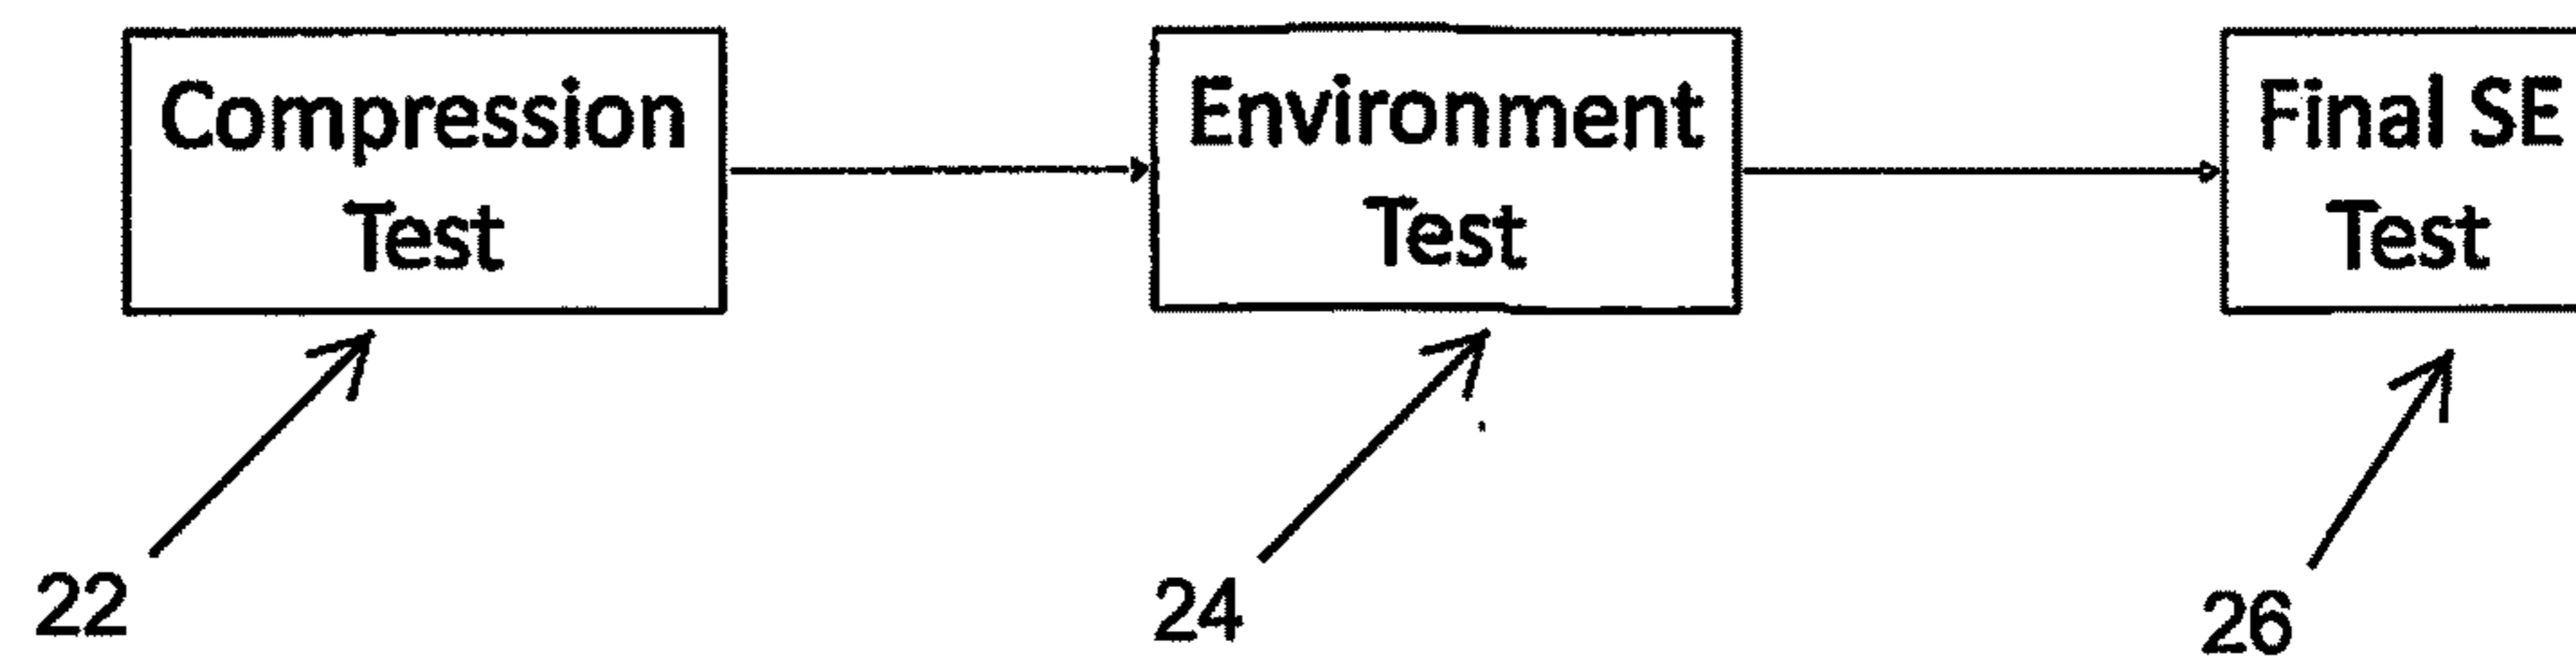 Compression
Test
Environment
Test
Final SE
Test
22
24
26